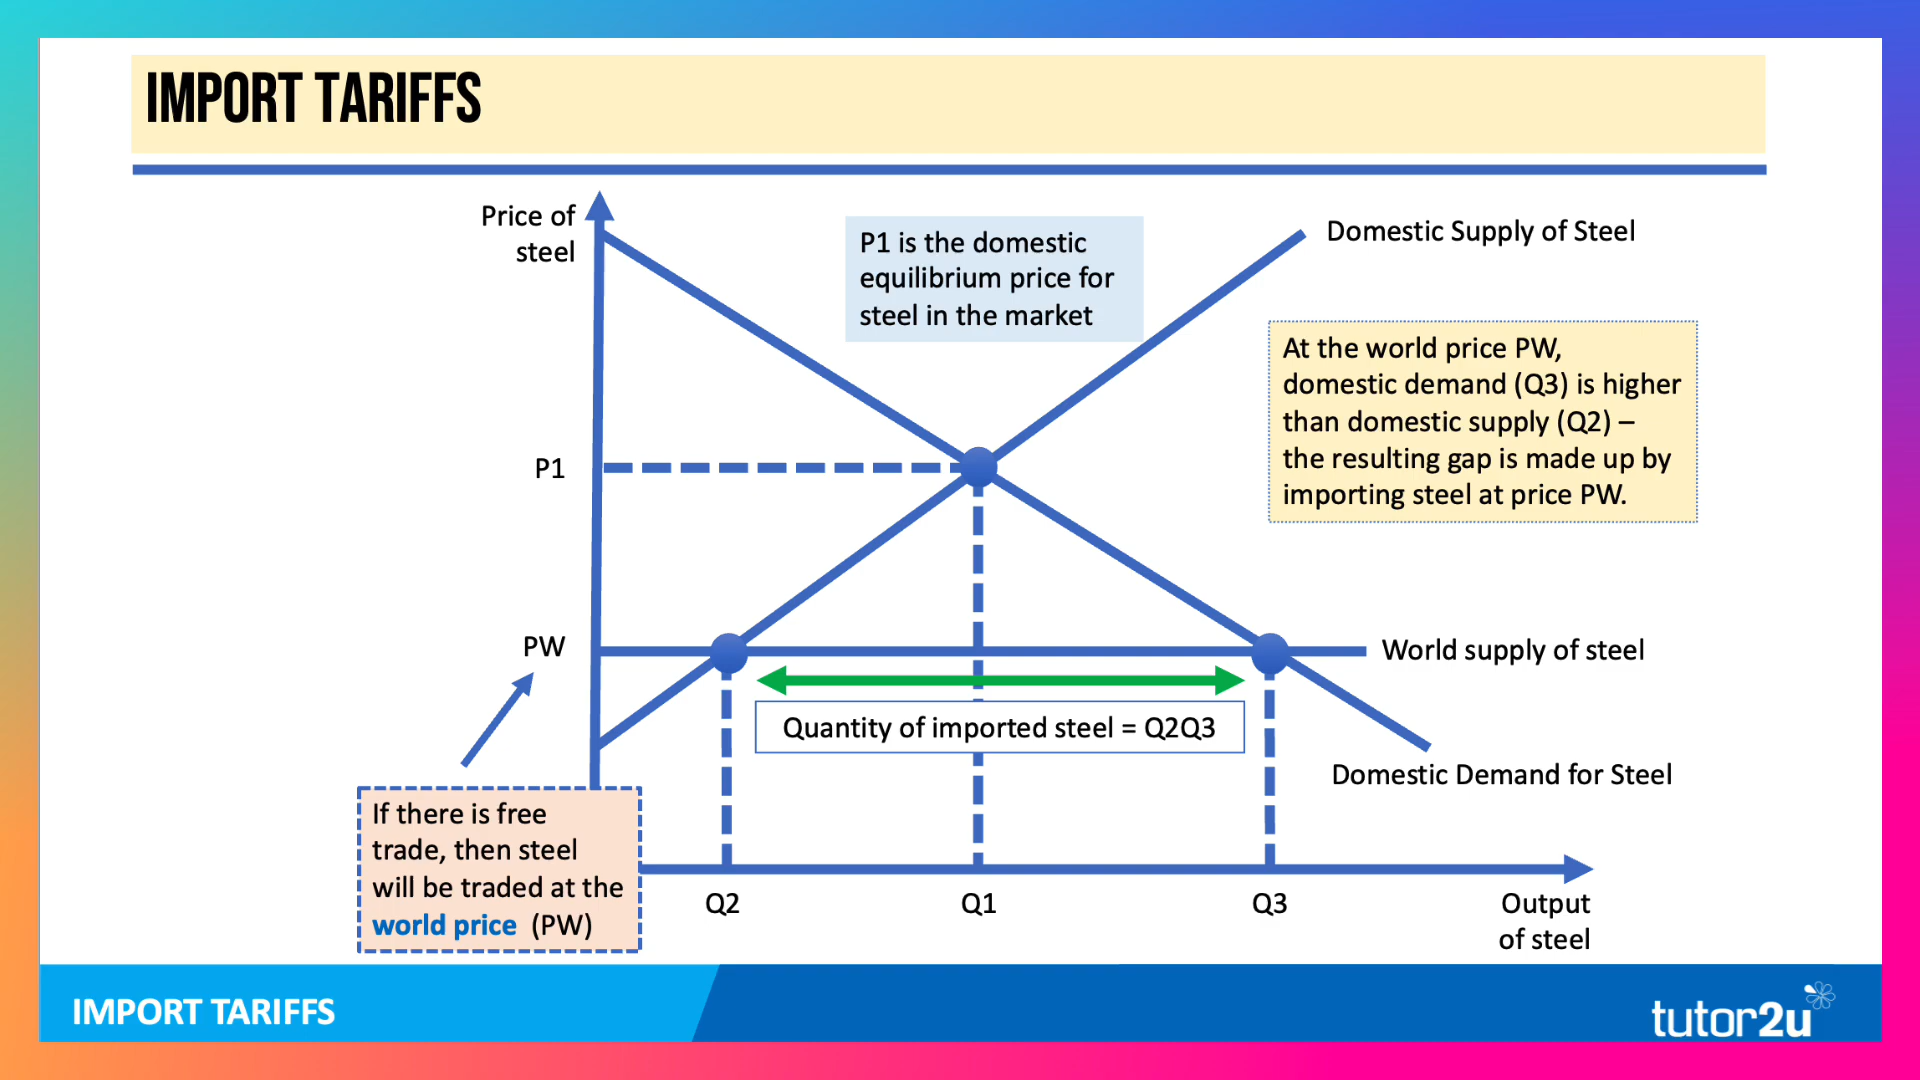 IMPORT TARIFFS
Price of
steel
P1 is the domestic
equilibrium price for
steel in the market
Domestic Supply of Steel
At the world price PW,
domestic demand (Q3) is higher
than domestic supply (Q2) –
the resulting gap is made up by
importing steel at price PW.
P1
PW
World supply of steel
Quantity of imported steel = Q2Q3
Domestic Demand for Steel
If there is free
trade, then steel
will be traded at the
world price (PW)
Q2
Q1
Q3
Output
of steel
IMPORT TARIFFS
tutor2u